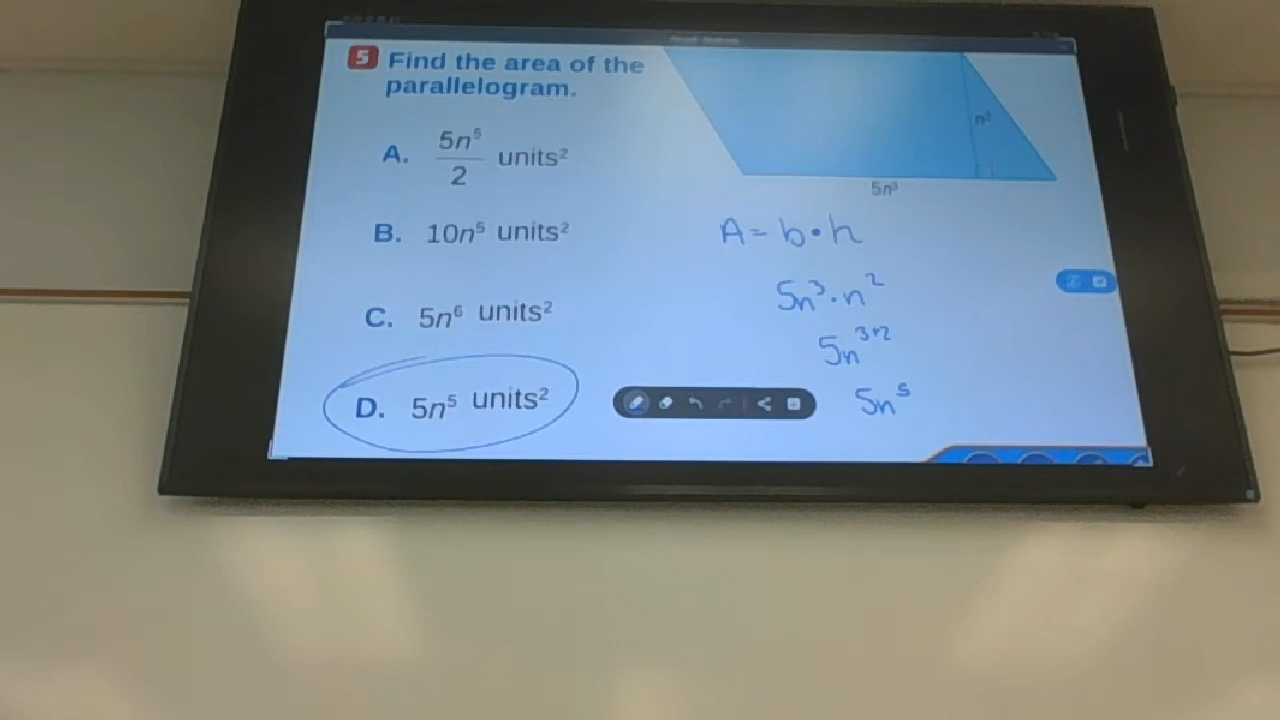 5 Find the area of the
parallelogram.
A. 5n⁵/2 units²
B. 10n⁵ units²
C. 5n⁶ units²
D. 5n⁵ units²
n²
5n³
A = b • h
5n³ · n²
5n³⁺²
5n⁵